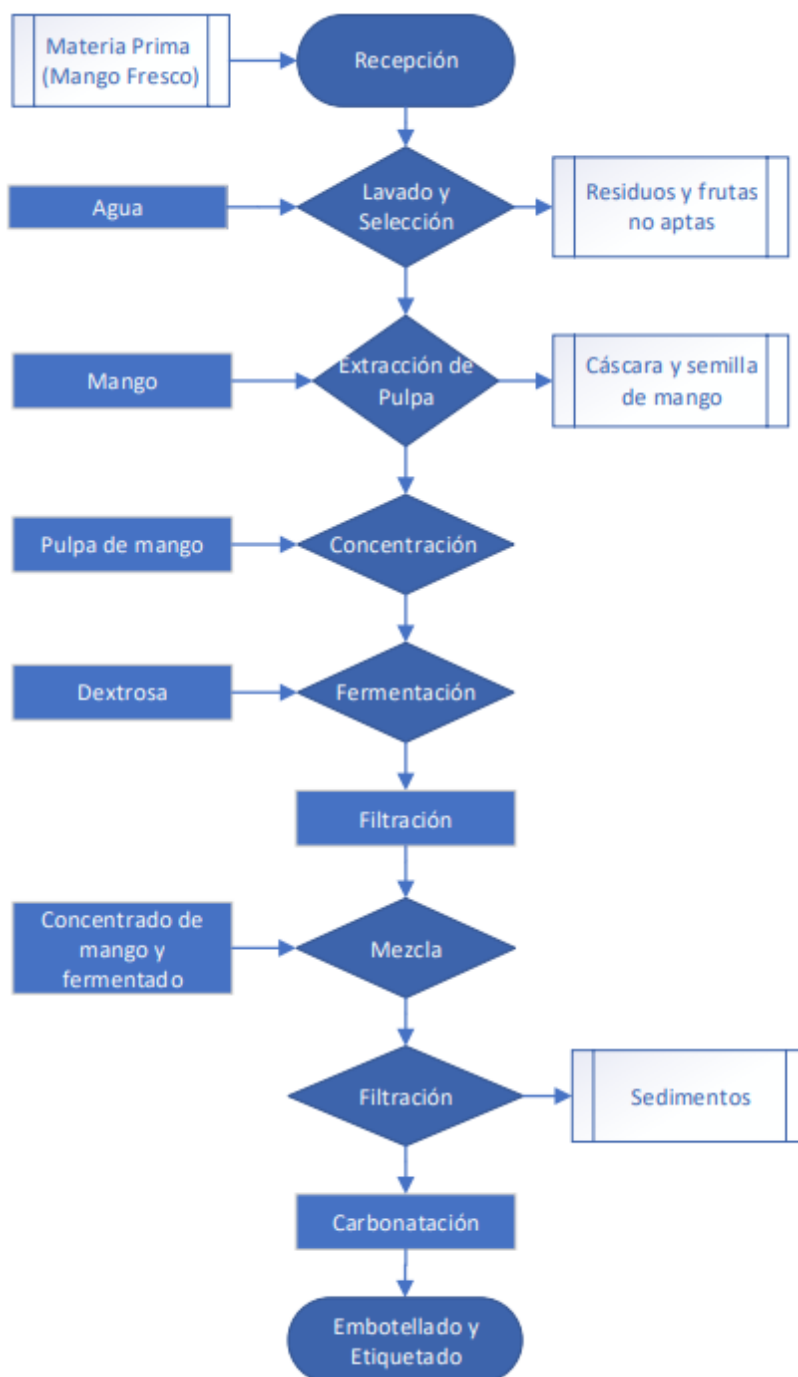 Materia Prima
(Mango Fresco)
Recepción
Agua
Lavado y
Selección
Residuos y frutas
no aptas
Mango
Extracción de
Pulpa
Cáscara y semilla
de mango
Pulpa de mango
Concentración
Dextrosa
Fermentación
Filtración
Concentrado de
mango y
fermentado
Mezcla
Filtración
Sedimentos
Carbonatación
Embotellado y
Etiquetado